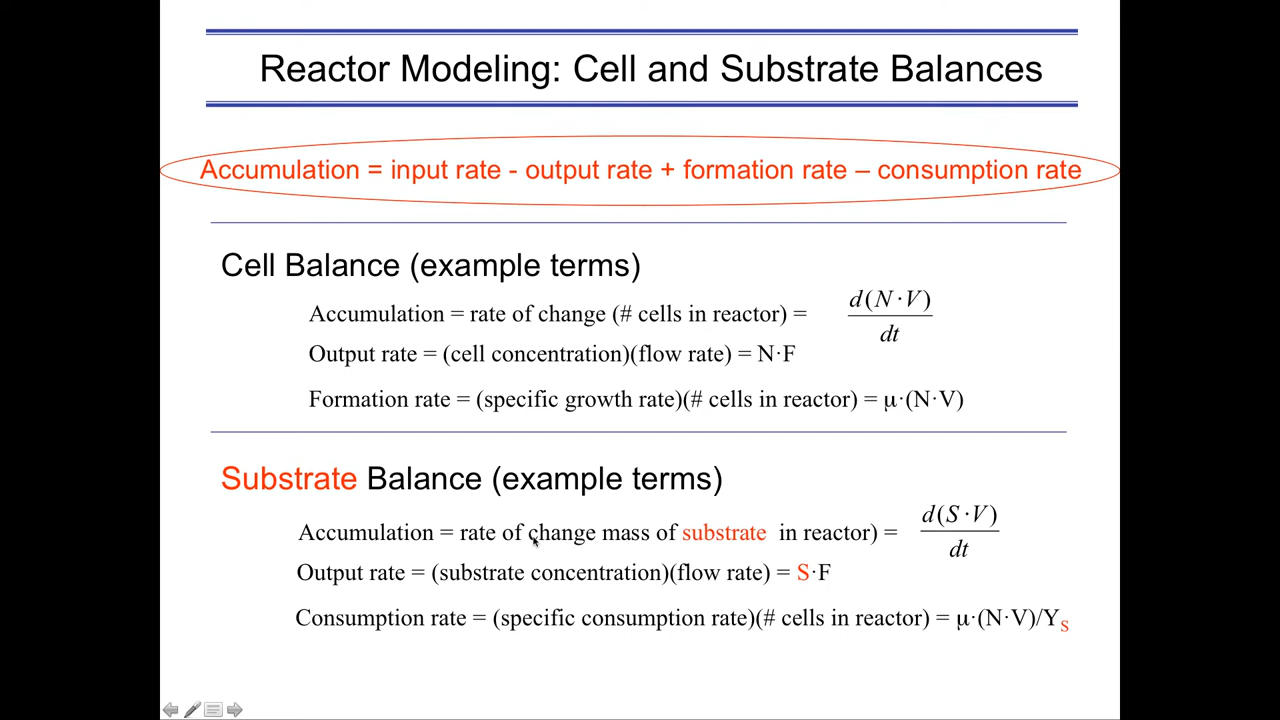 Reactor Modeling: Cell and Substrate Balances
Accumulation = input rate - output rate + formation rate – consumption rate
Cell Balance (example terms)
Accumulation = rate of change (# cells in reactor) = d(N·V)/dt
Output rate = (cell concentration)(flow rate) = N·F
Formation rate = (specific growth rate)(# cells in reactor) = μ·(N·V)
Substrate Balance (example terms)
Accumulation = rate of change mass of substrate in reactor) = d(S·V)/dt
Output rate = (substrate concentration)(flow rate) = S·F
Consumption rate = (specific consumption rate)(# cells in reactor) = μ·(N·V)/Y_S